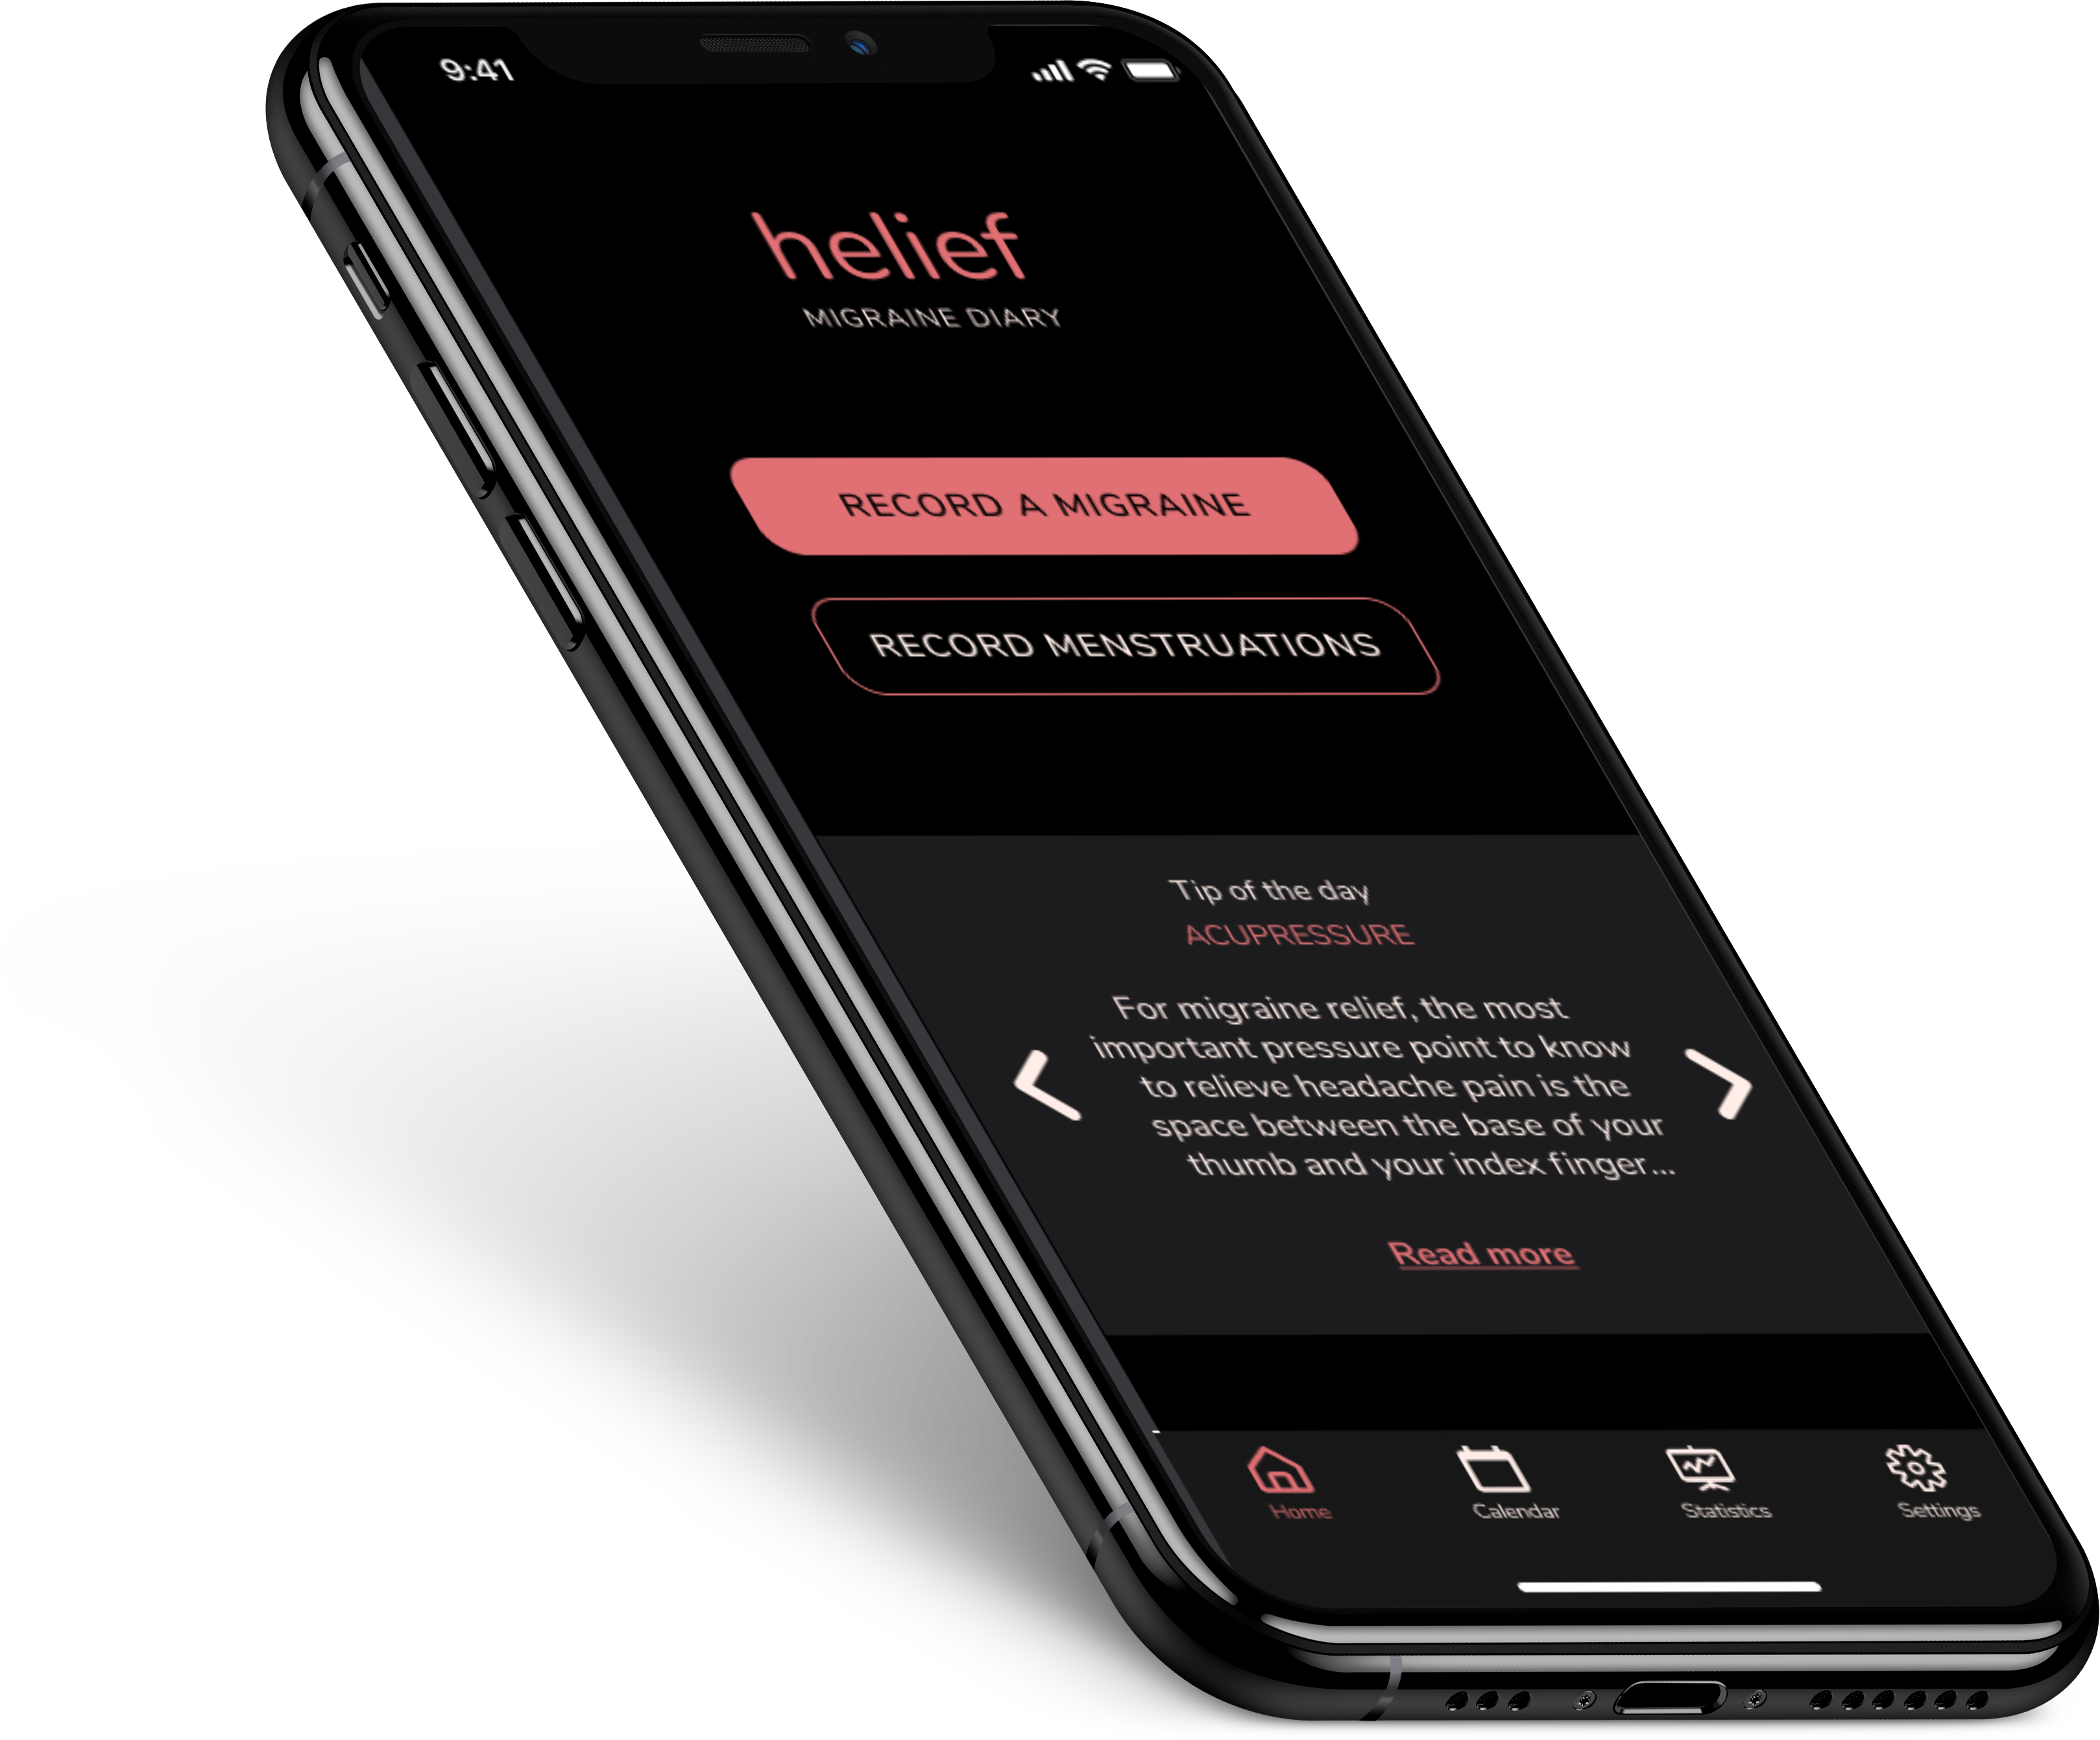 9:41
helief
MIGRAINE DIARY
RECORD A MIGRAINE
RECORD MENSTRUATIONS
Tip of the day
ACUPRESSURE
For migraine relief, the most
important pressure point to know
to relieve headache pain is the
space between the base of your
thumb and your index finger...
Read more
Home
Calendar
Statistics
Settings